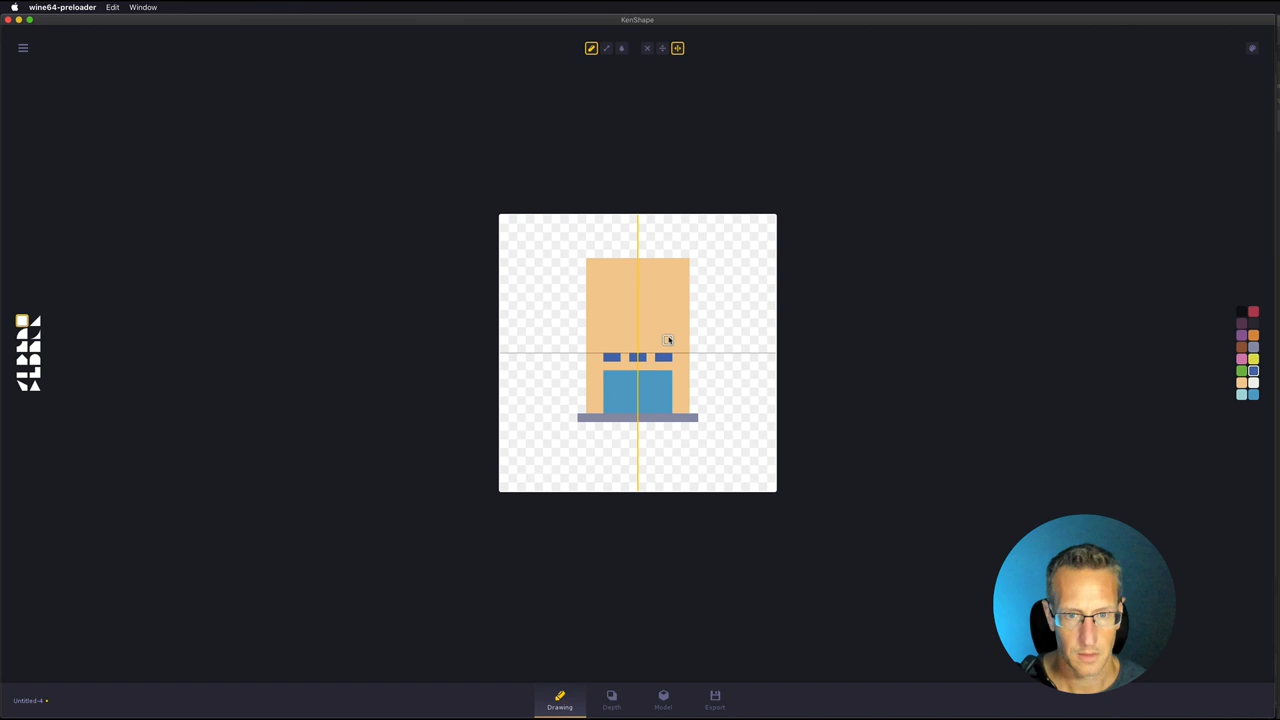 wine64-preloader Edit Window
KenShape
Untitled-4
Drawing Depth Model Export